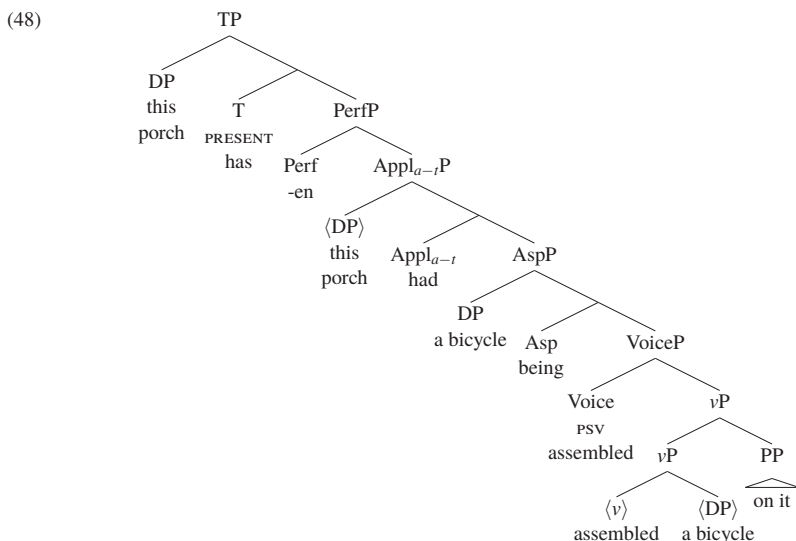 (48)
TP
DP
this
porch
T
PRESENT
has
PerfP
Perf
-en
Appl_{a−t}P
⟨DP⟩
this
porch
Appl_{a−t}
had
AspP
DP
a bicycle
Asp
being
VoiceP
Voice
PSV
assembled
vP
vP
PP
on it
⟨v⟩
assembled
⟨DP⟩
a bicycle